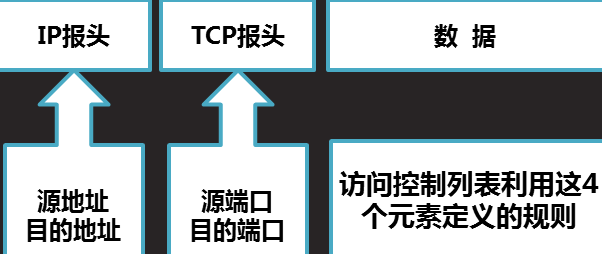 IP报头
TCP报头
数 据
源地址
目的地址
源端口
目的端口
访问控制列表利用这4
个元素定义的规则